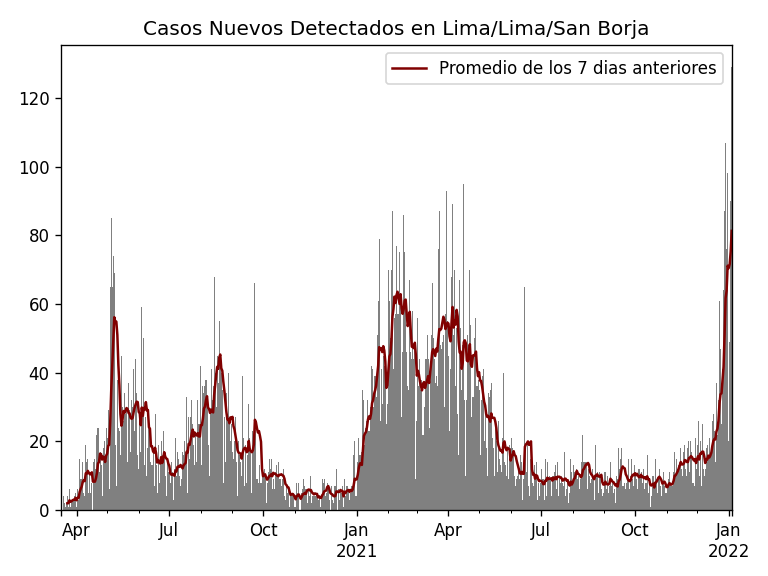 Casos Nuevos Detectados en Lima/Lima/San Borja
Promedio de los 7 dias anteriores
120
100
80
60
40
20
0
Apr
Jul
Oct
Jan
2021
Apr
Jul
Oct
Jan
2022